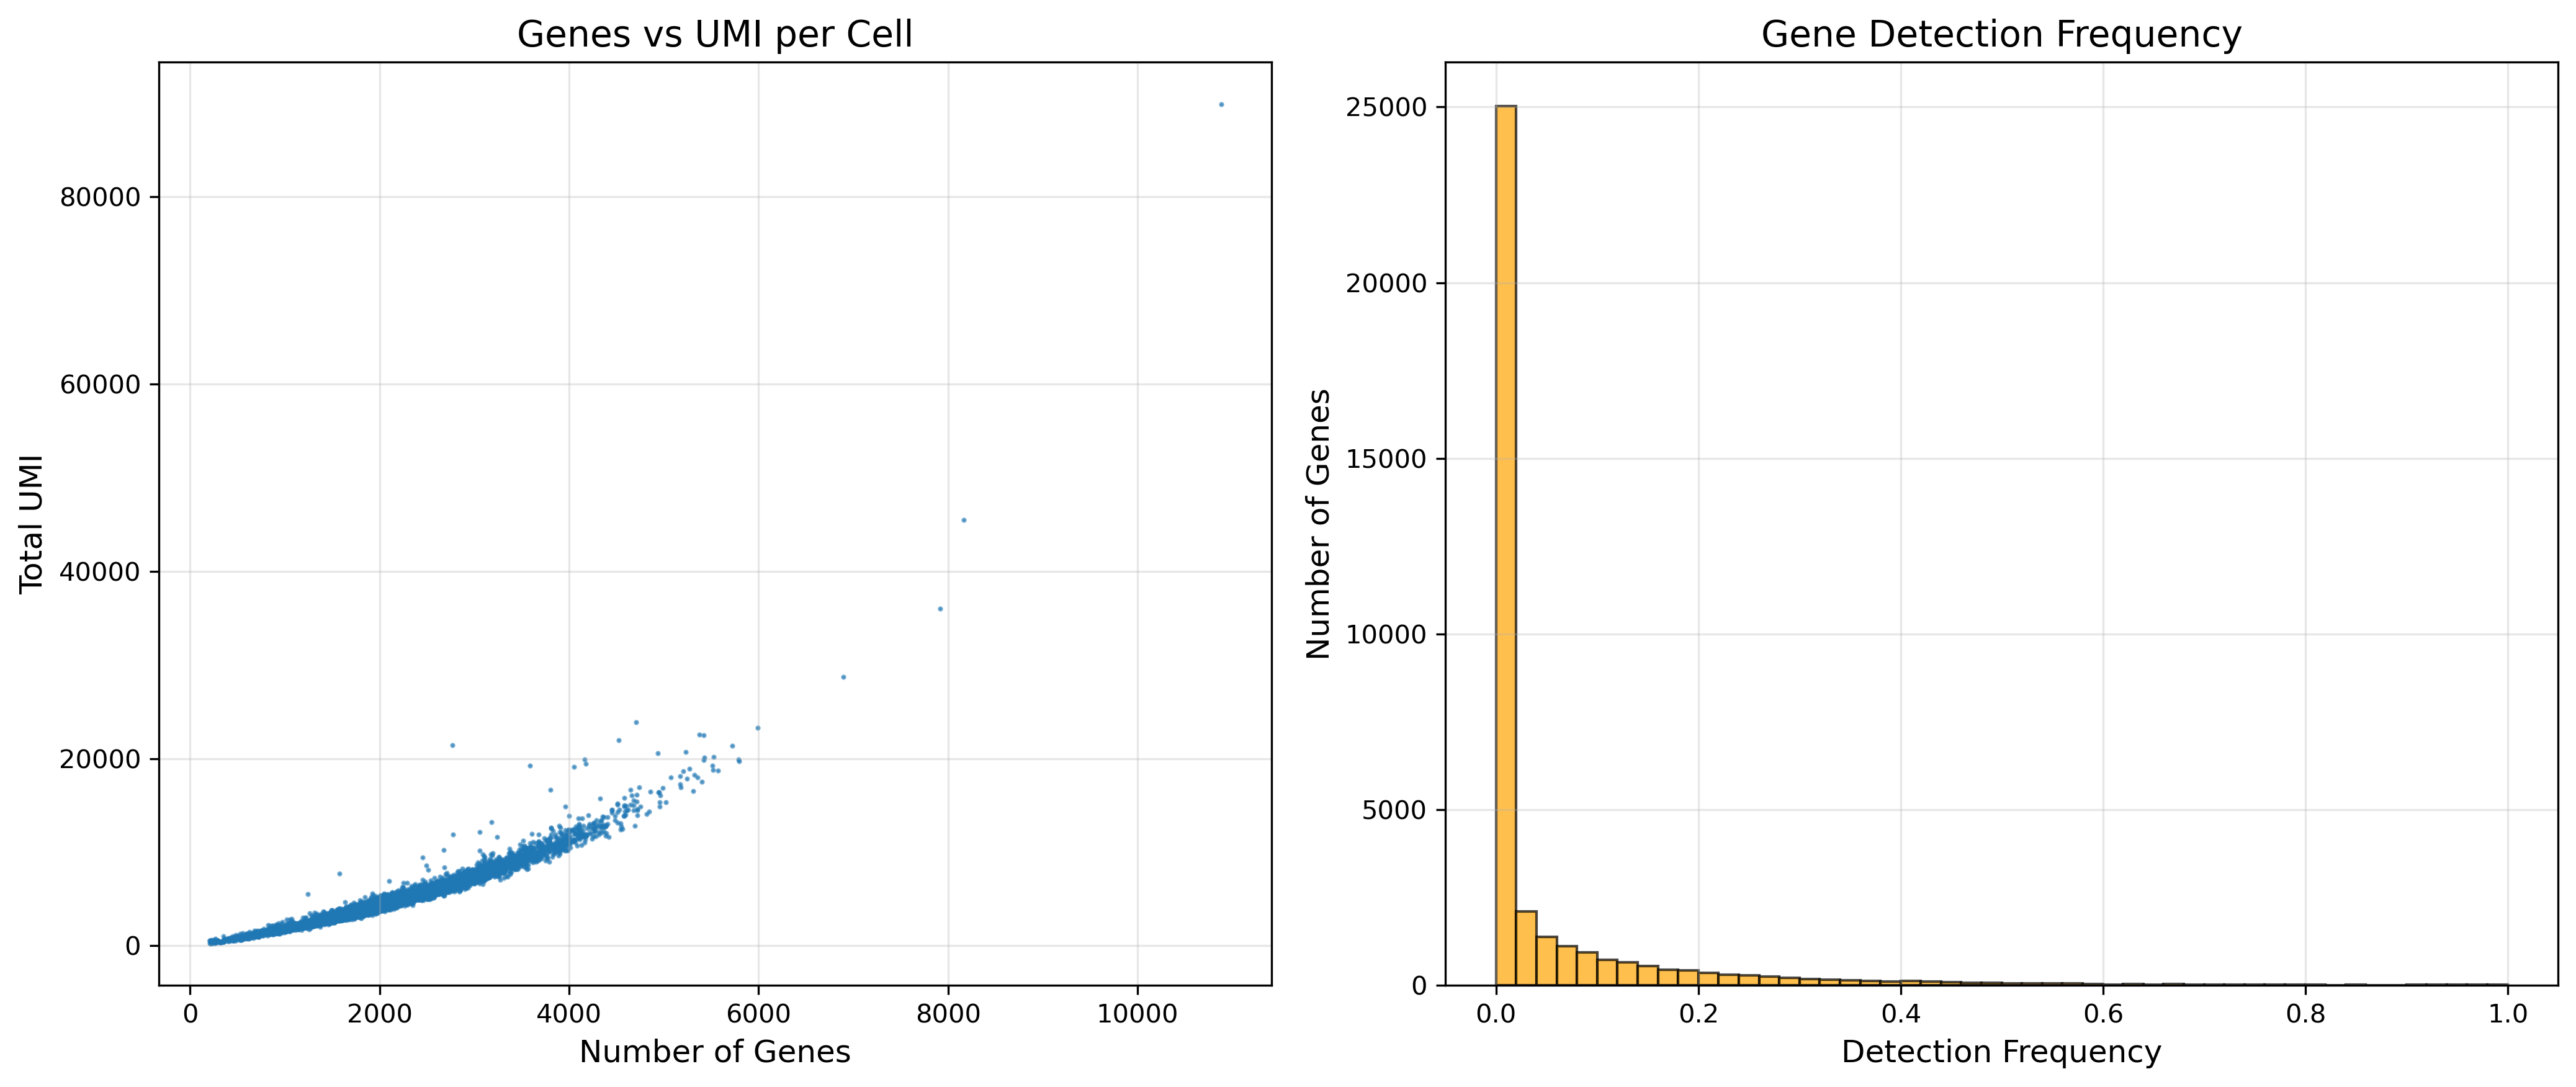 Genes vs UMI per Cell
Total UMI
80000
60000
40000
20000
0
0 2000 4000 6000 8000 10000
Number of Genes
Gene Detection Frequency
Number of Genes
25000
20000
15000
10000
5000
0
0.0 0.2 0.4 0.6 0.8 1.0
Detection Frequency